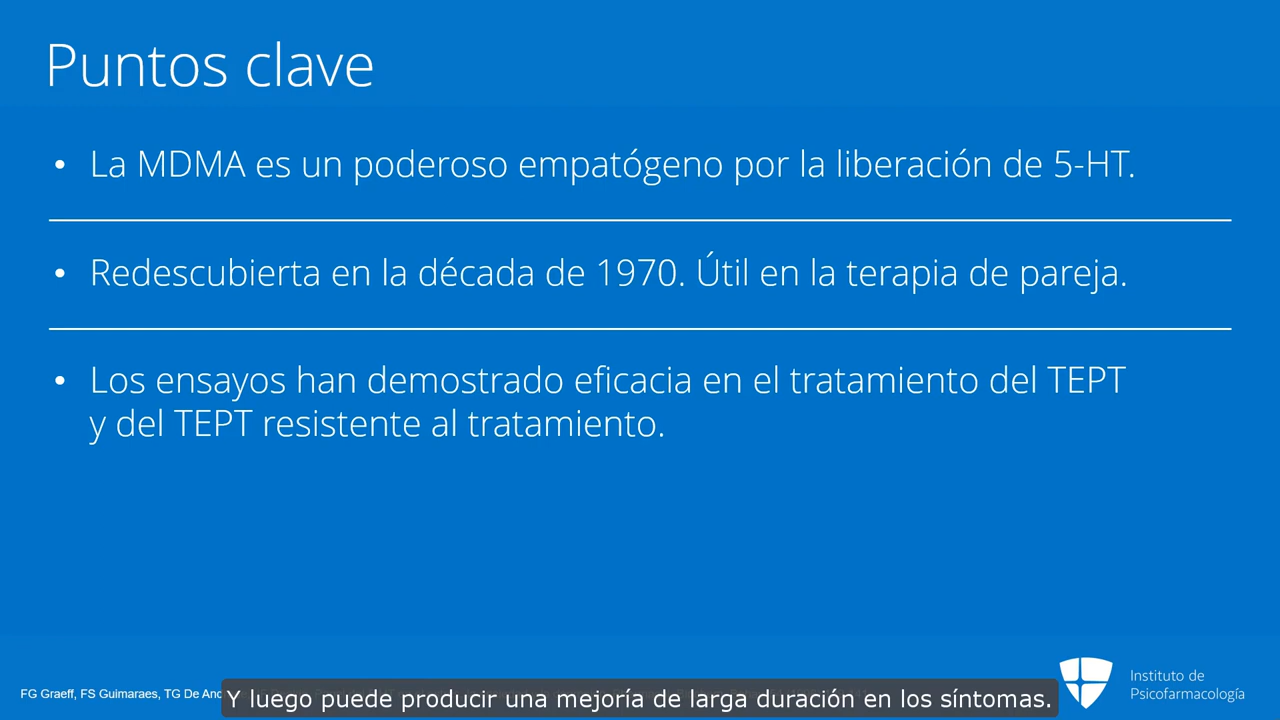 Puntos clave
• La MDMA es un poderoso empatógeno por la liberación de 5-HT.
• Redescubierta en la década de 1970. Útil en la terapia de pareja.
• Los ensayos han demostrado eficacia en el tratamiento del TEPT
y del TEPT resistente al tratamiento.
Instituto de
Psicofarmacología
FG Graeff, FS Guimaraes, TG De
Y luego puede producir una mejoría de larga duración en los síntomas.